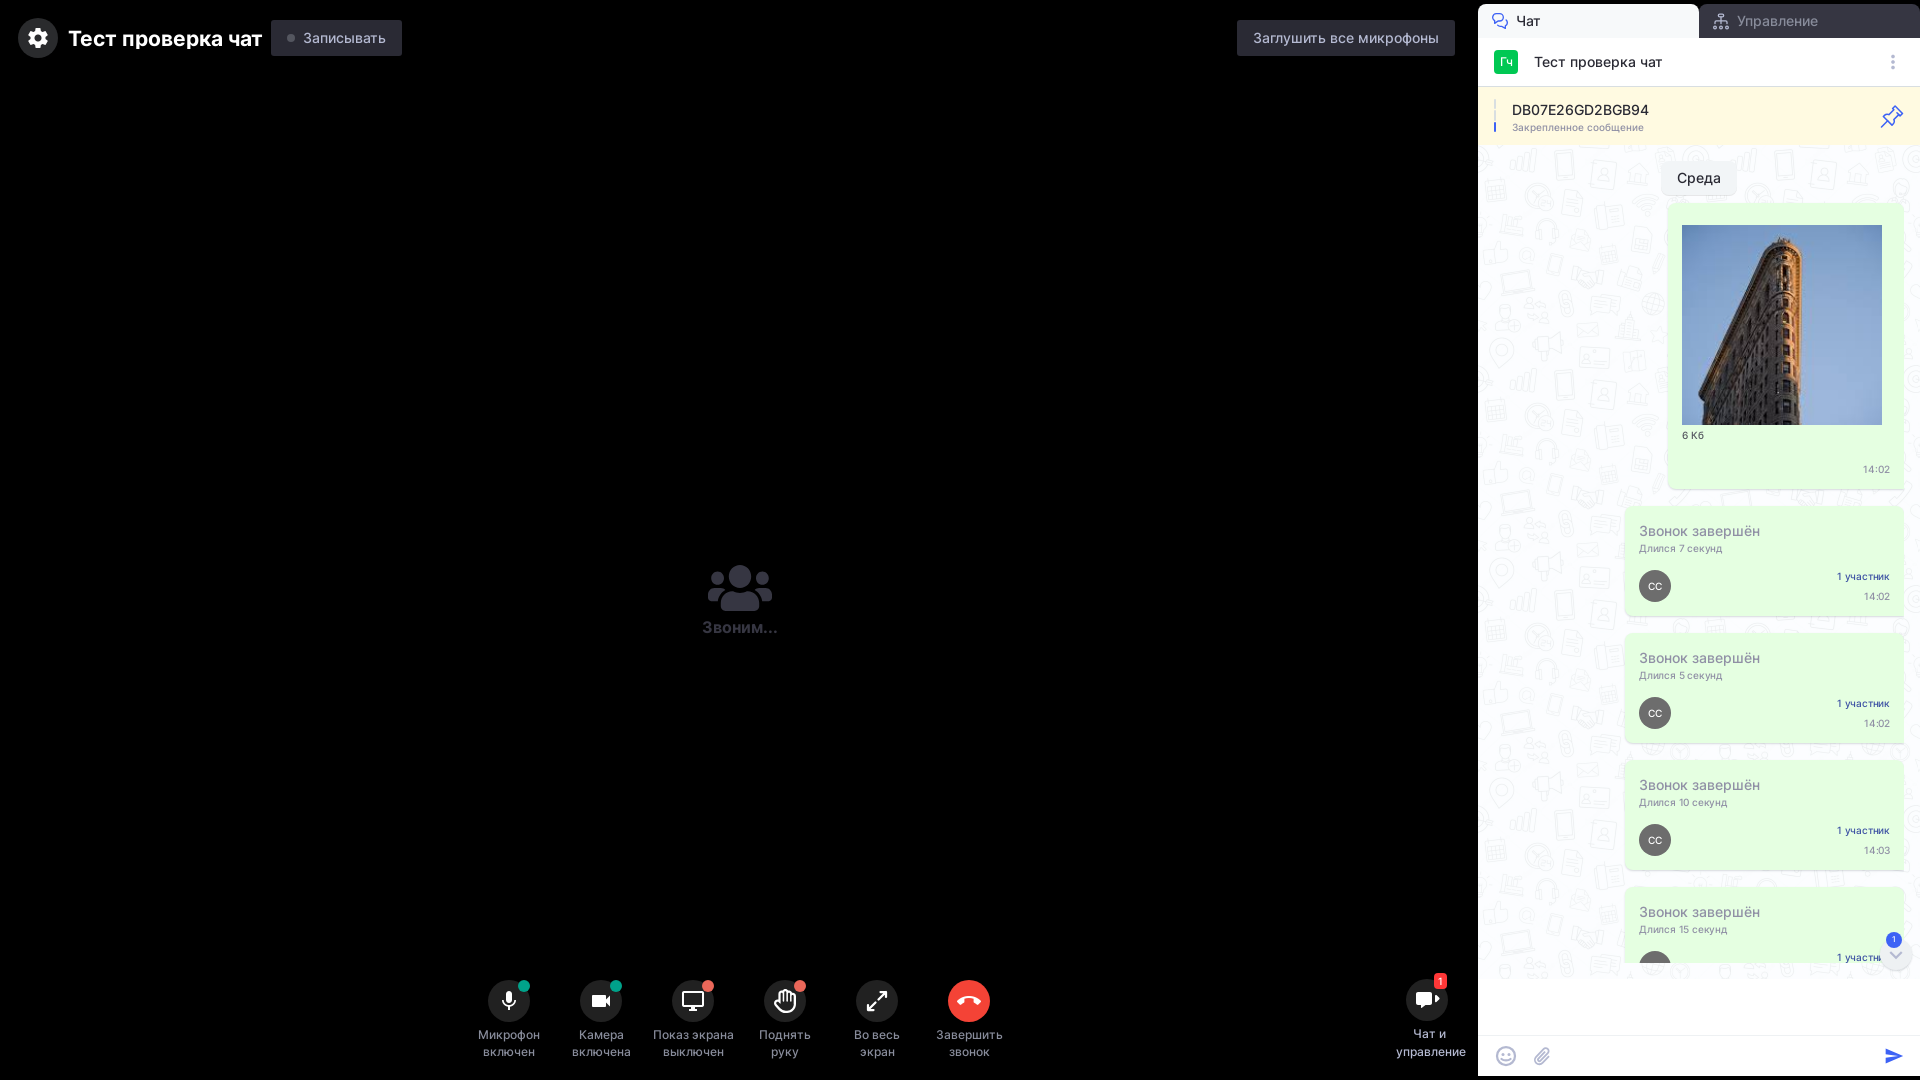 Тест проверка чат
Записывать
Заглушить все микрофоны
Чат
Управление
Гч
Тест проверка чат
DB07E26GD2BGB94
Закрепленное сообщение
Среда
6 Кб
14:02
Звонок завершён
Длился 7 секунд
СС
1 участник
14:02
Звонок завершён
Длился 5 секунд
СС
1 участник
14:02
Звонок завершён
Длился 10 секунд
СС
1 участник
14:03
Звонок завершён
Длился 15 секунд
1
Звоним...
Микрофон
включен
Камера
включена
Показ экрана
выключен
Поднять
руку
Во весь
экран
Завершить
звонок
1
Чат и
управление